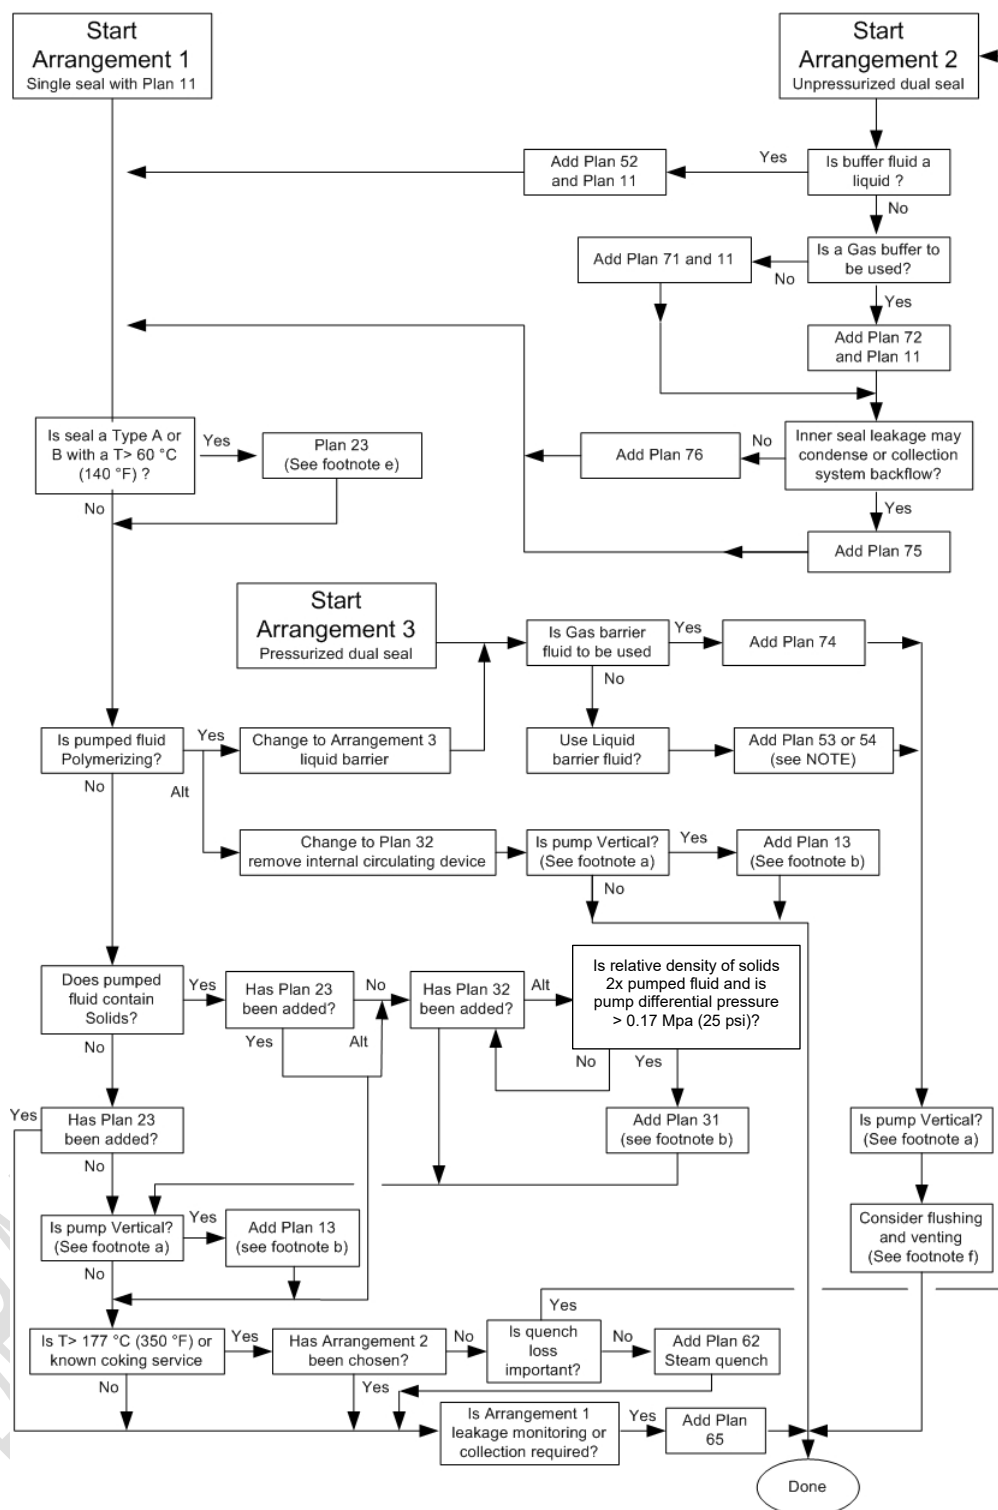 Start
Arrangement 1
Single seal with Plan 11
Start
Arrangement 2
Unpressurized dual seal
Add Plan 52
and Plan 11
Yes
Is buffer fluid a
liquid ?
No
Add Plan 71 and 11
No
Is a Gas buffer to
be used?
Yes
Add Plan 72
and Plan 11
Is seal a Type A or
B with a T> 60 °C
(140 °F) ?
Yes
Plan 23
(See footnote e)
No
Add Plan 76
No
Inner seal leakage may
condense or collection
system backflow?
Yes
Add Plan 75
Start
Arrangement 3
Pressurized dual seal
Is Gas barrier
fluid to be used
Yes
Add Plan 74
No
Is pumped fluid
Polymerizing?
Yes
Change to Arrangement 3
liquid barrier
Use Liquid
barrier fluid?
Add Plan 53 or 54
(see NOTE)
No
Alt
Change to Plan 32
remove internal circulating device
Is pump Vertical?
(See footnote a)
Yes
Add Plan 13
(See footnote b)
No
Does pumped
fluid contain
Solids?
Yes
Has Plan 23
been added?
No
Has Plan 32
been added?
Alt
Is relative density of solids
2x pumped fluid and is
pump differential pressure
> 0.17 Mpa (25 psi)?
No
Yes
Alt
No
Yes
Yes
Has Plan 23
been added?
Add Plan 31
(see footnote b)
Is pump Vertical?
(See footnote a)
No
Is pump Vertical?
(See footnote a)
Yes
Add Plan 13
(see footnote b)
Consider flushing
and venting
(See footnote f)
No
Yes
Is T> 177 °C (350 °F) or
known coking service
Yes
Has Arrangement 2
been chosen?
No
Is quench
loss
important?
No
Add Plan 62
Steam quench
No
Yes
Is Arrangement 1
leakage monitoring or
collection required?
Yes
Add Plan
65
Done